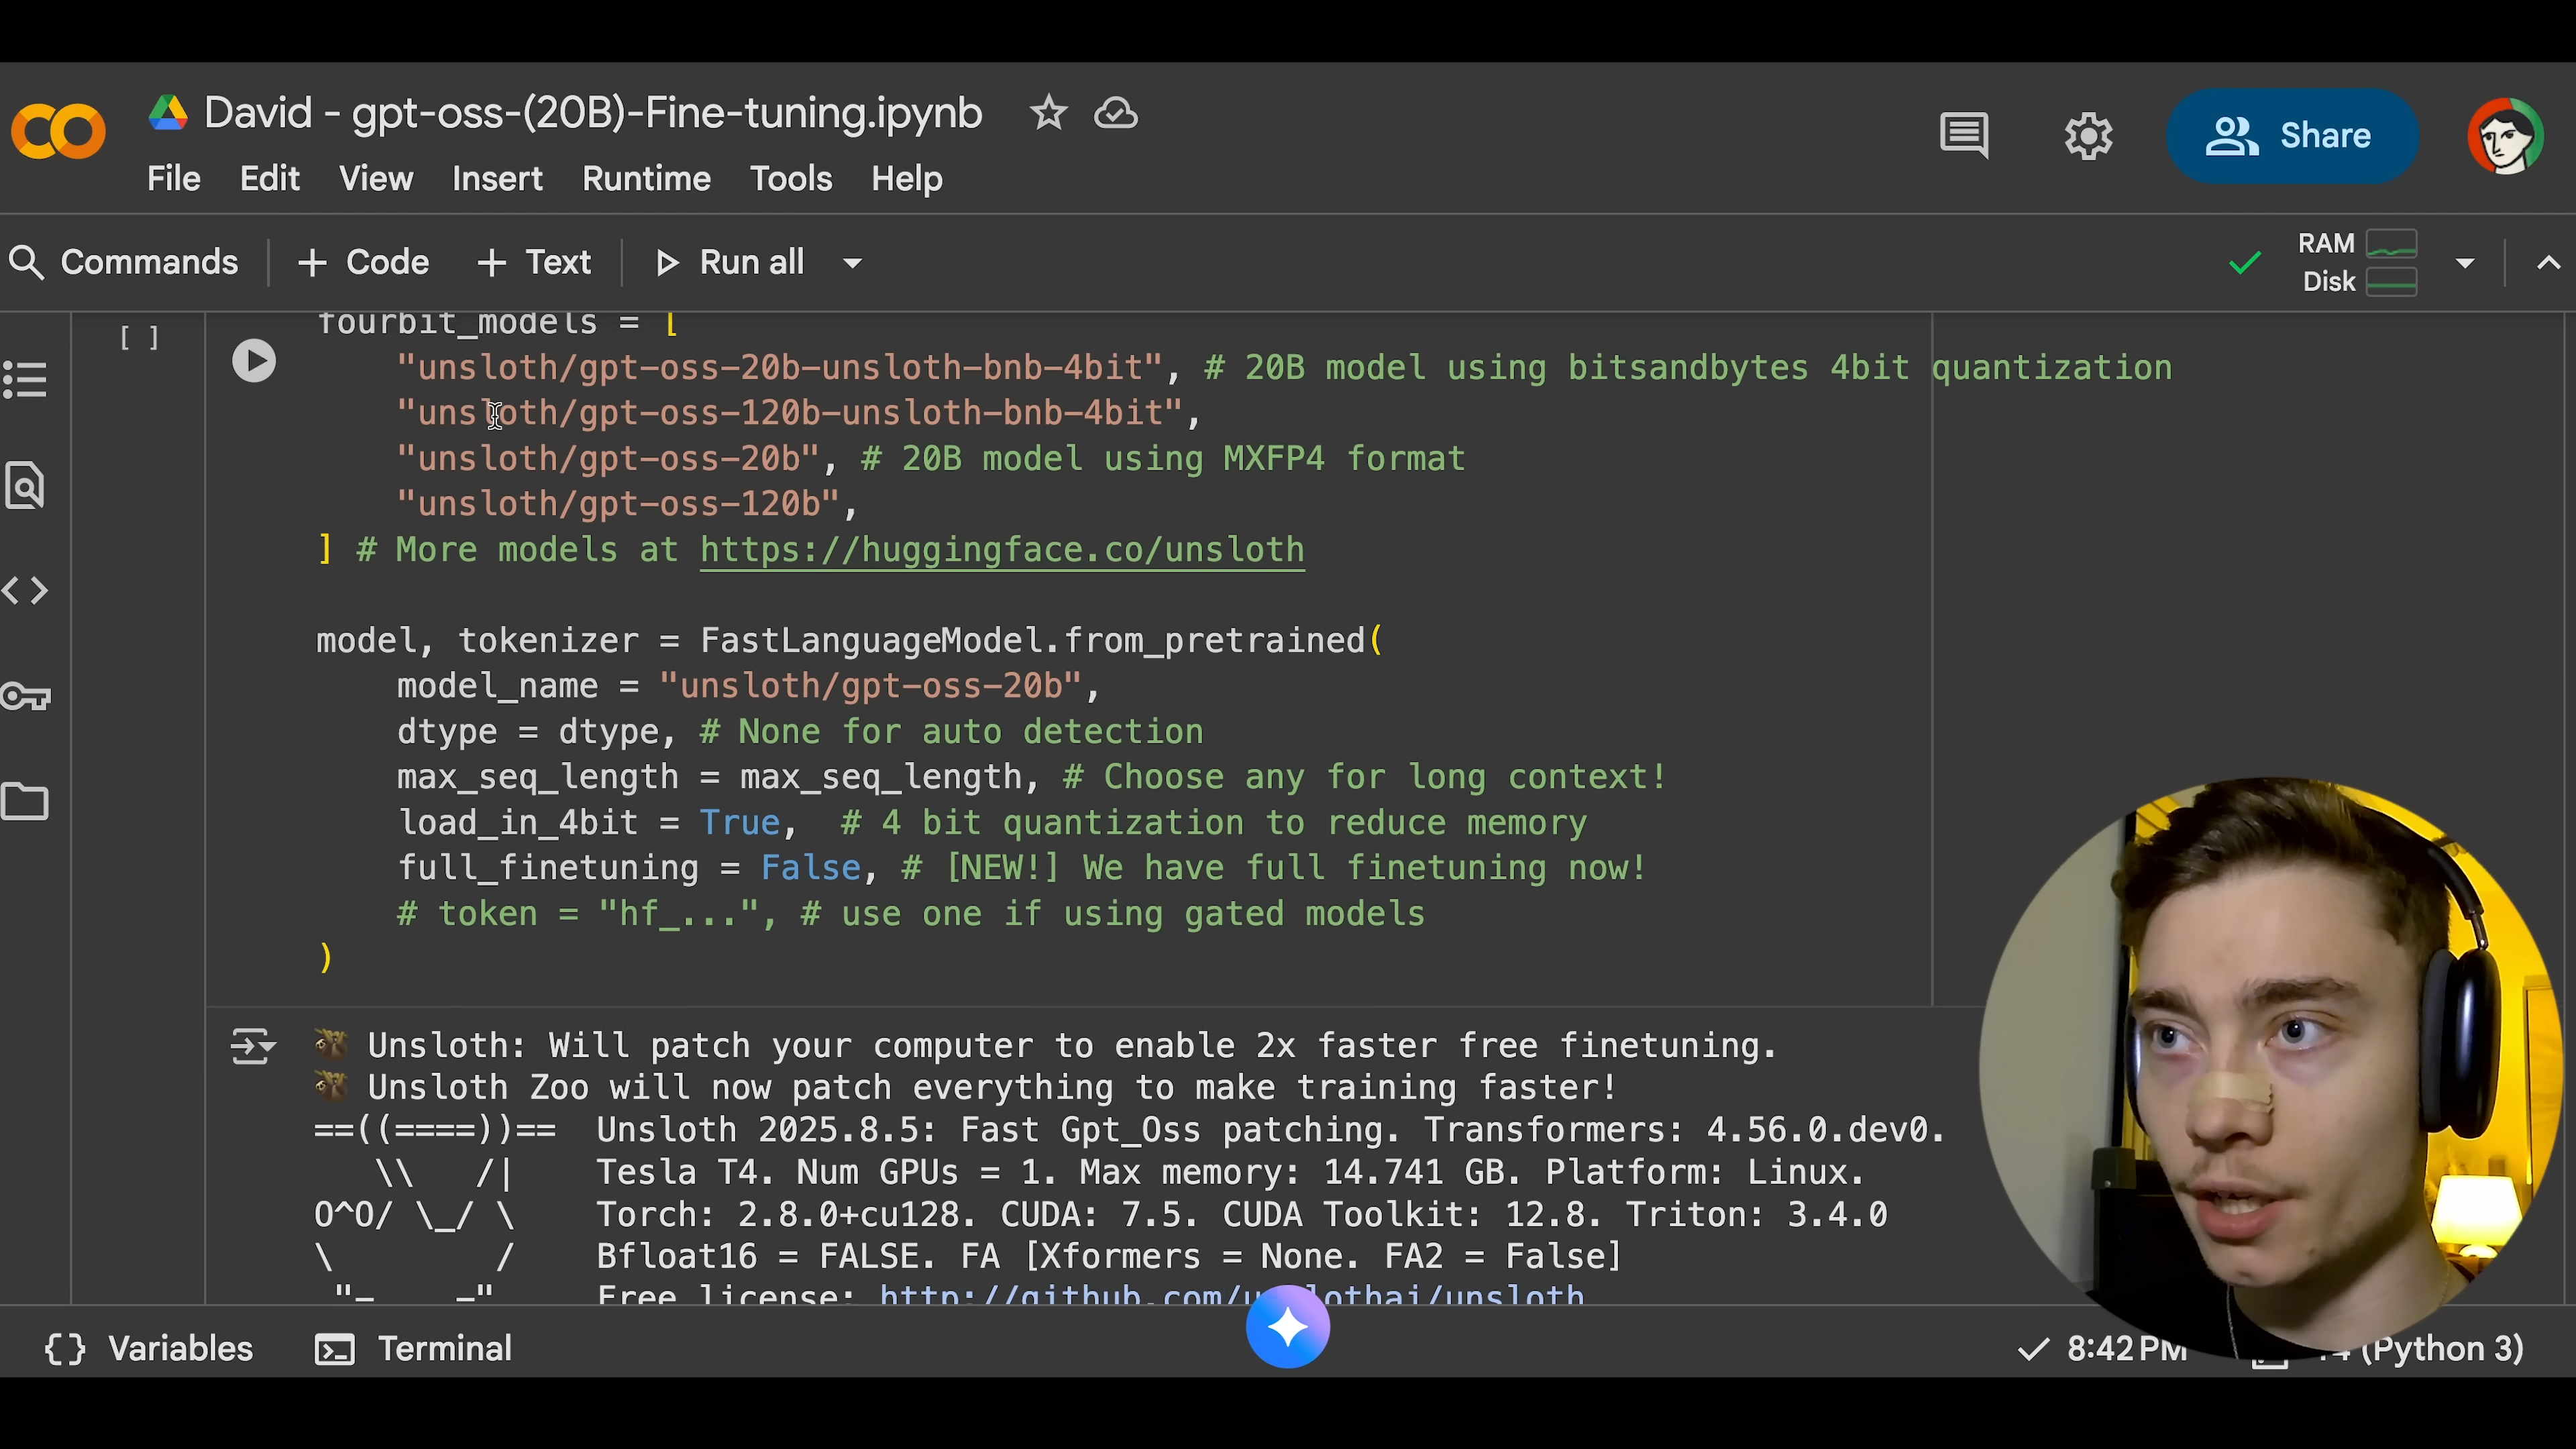 David - gpt-oss-(20B)-Fine-tuning.ipynb
Share
File Edit View Insert Runtime Tools Help
Commands + Code + Text Run all
RAM
Disk
[ ]
fourbit_models = [
"unsloth/gpt-oss-20b-unsloth-bnb-4bit", # 20B model using bitsandbytes 4bit quantization
"unsloth/gpt-oss-120b-unsloth-bnb-4bit",
"unsloth/gpt-oss-20b", # 20B model using MXFP4 format
"unsloth/gpt-oss-120b",
] # More models at https://huggingface.co/unsloth
model, tokenizer = FastLanguageModel.from_pretrained(
model_name = "unsloth/gpt-oss-20b",
dtype = dtype, # None for auto detection
max_seq_length = max_seq_length, # Choose any for long context!
load_in_4bit = True,  # 4 bit quantization to reduce memory
full_finetuning = False, # [NEW!] We have full finetuning now!
# token = "hf_...", # use one if using gated models
)
🦥 Unsloth: Will patch your computer to enable 2x faster free finetuning.
🦥 Unsloth Zoo will now patch everything to make training faster!
==((====))==  Unsloth 2025.8.5: Fast Gpt_Oss patching. Transformers: 4.56.0.dev0.
\\   /|    Tesla T4. Num GPUs = 1. Max memory: 14.741 GB. Platform: Linux.
O^O/ \_/ \    Torch: 2.8.0+cu128. CUDA: 7.5. CUDA Toolkit: 12.8. Triton: 3.4.0
\        /    Bfloat16 = FALSE. FA [Xformers = None. FA2 = False]
"-____-"     Free license: http://github.com/unslothai/unsloth
{} Variables Terminal
8:42 PM
(Python 3)